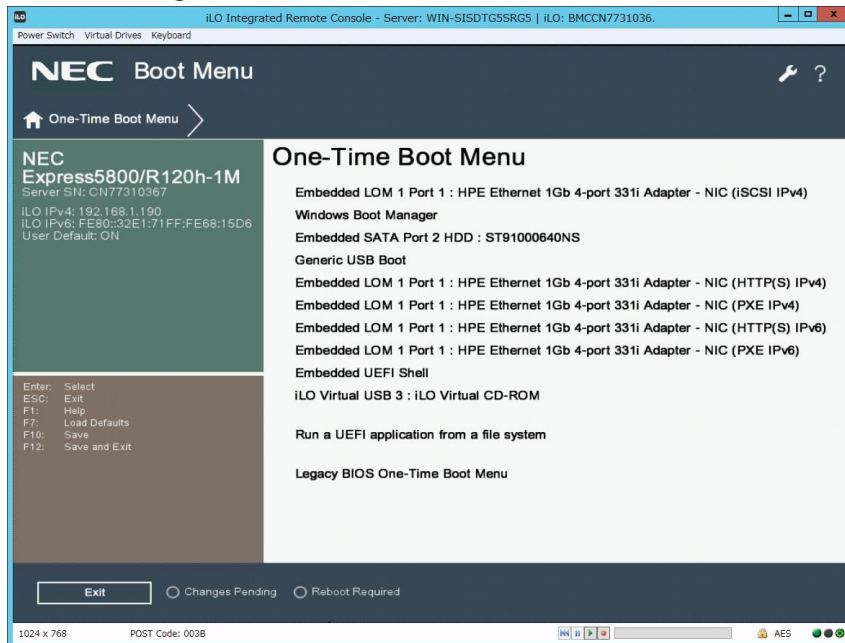 iLO
iLO Integrated Remote Console - Server: WIN-SISDTG5SRG5 | iLO: BMCCN7731036.
Power Switch Virtual Drives Keyboard
NEC Boot Menu
?
One-Time Boot Menu
NEC
Express5800/R120h-1M
Server SN: CN77310367
iLO IPv4: 192.168.1.190
iLO IPv6: FE80::32E1:71FF:FE68:15D6
User Default: ON
Enter: Select
ESC: Exit
F1: Help
F7: Load Defaults
F10: Save
F12: Save and Exit
One-Time Boot Menu
Embedded LOM 1 Port 1 : HPE Ethernet 1Gb 4-port 331i Adapter - NIC (iSCSI IPv4)
Windows Boot Manager
Embedded SATA Port 2 HDD : ST91000640NS
Generic USB Boot
Embedded LOM 1 Port 1 : HPE Ethernet 1Gb 4-port 331i Adapter - NIC (HTTP(S) IPv4)
Embedded LOM 1 Port 1 : HPE Ethernet 1Gb 4-port 331i Adapter - NIC (PXE IPv4)
Embedded LOM 1 Port 1 : HPE Ethernet 1Gb 4-port 331i Adapter - NIC (HTTP(S) IPv6)
Embedded LOM 1 Port 1 : HPE Ethernet 1Gb 4-port 331i Adapter - NIC (PXE IPv6)
Embedded UEFI Shell
iLO Virtual USB 3 : iLO Virtual CD-ROM
Run a UEFI application from a file system
Legacy BIOS One-Time Boot Menu
Exit
Changes Pending
Reboot Required
1024 x 768
POST Code: 003B
AES